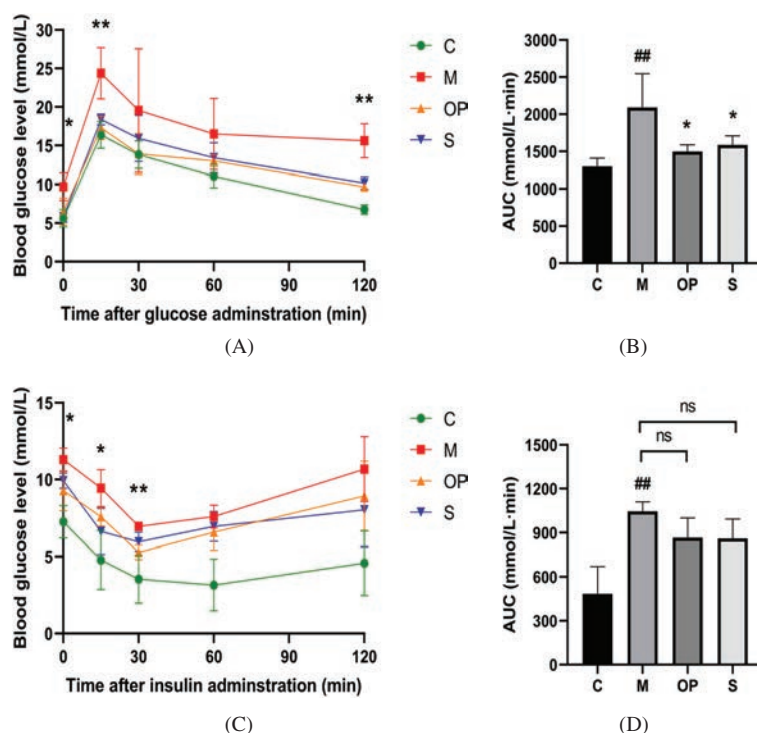 Blood glucose level (mmol/L)
30
25
20
15
10
5
0
*
**
**
0
30
60
90
120
Time after glucose adminstration (min)
C
M
OP
S
(A)
AUC (mmol/L·min)
3000
2500
2000
1500
1000
500
0
##
*
*
C
M
OP
S
(B)
Blood glucose level (mmol/L)
15
10
5
0
*
*
**
0
30
60
90
120
Time after insulin adminstration (min)
C
M
OP
S
(C)
AUC (mmol/L·min)
1500
1200
900
600
300
0
ns
ns
##
C
M
OP
S
(D)